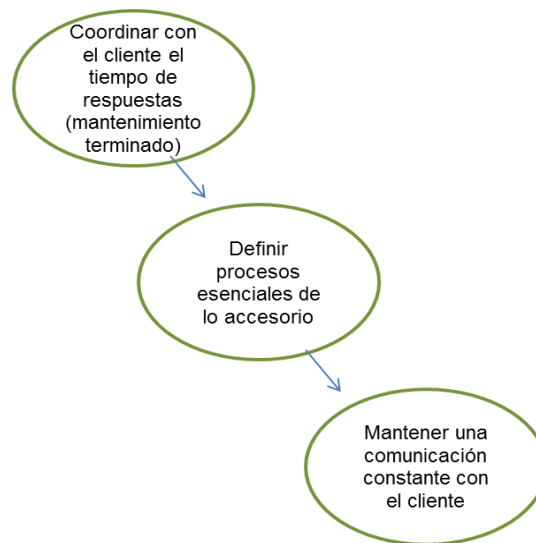 Coordinar con
el cliente el
tiempo de
respuestas
(mantenimiento
terminado)
Definir
procesos
esenciales de
lo accesorio
Mantener una
comunicación
constante con
el cliente